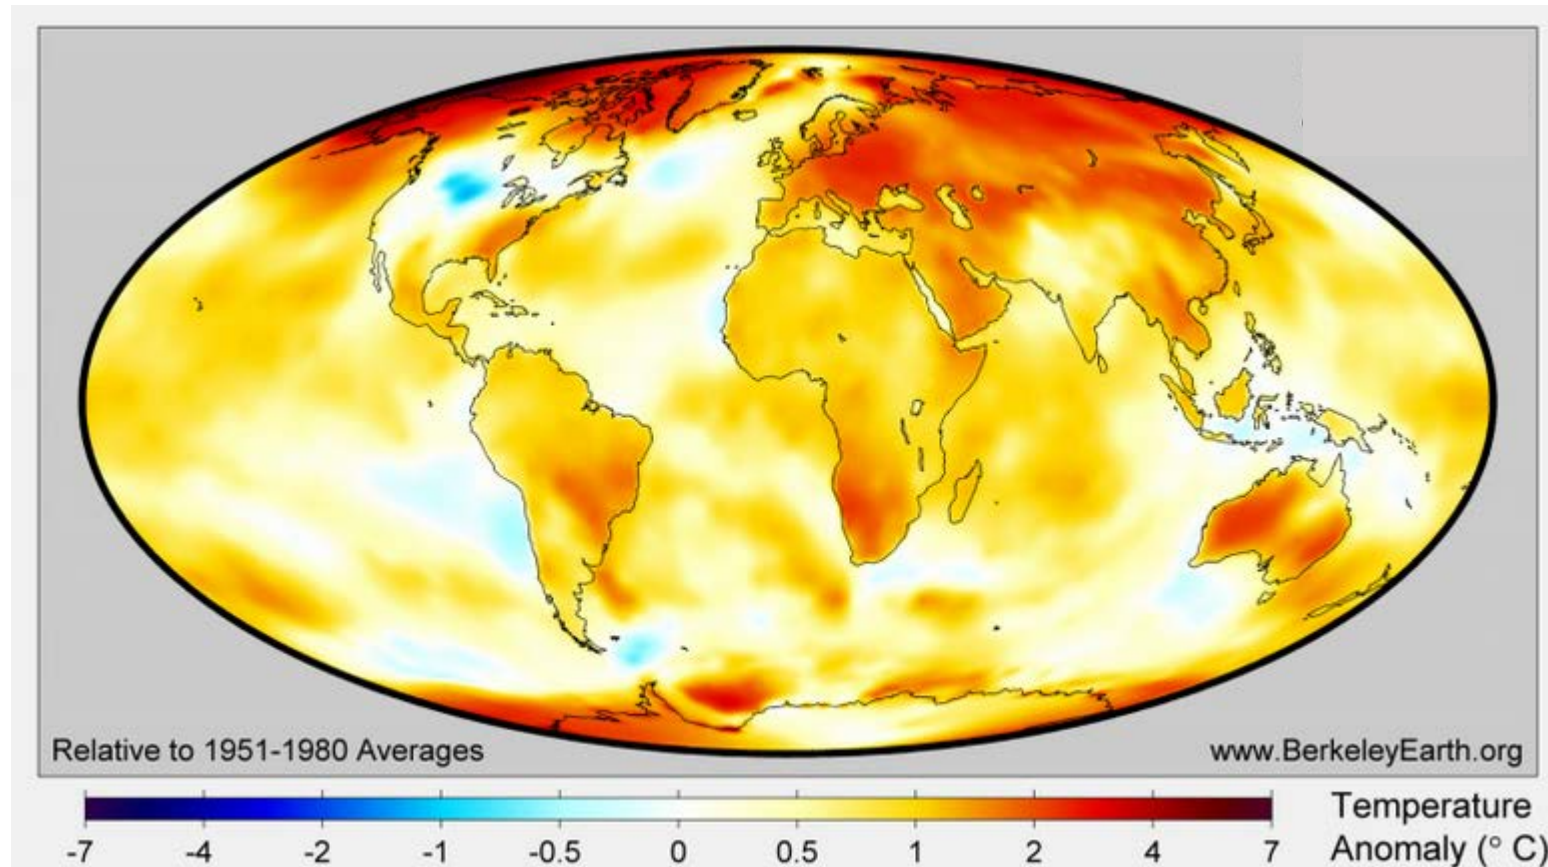 Relative to 1951-1980 Averages
www.BerkeleyEarth.org
-7 -4 -2 -1 -0.5 0 0.5 1 2 4 7
Temperature
Anomaly (° C)